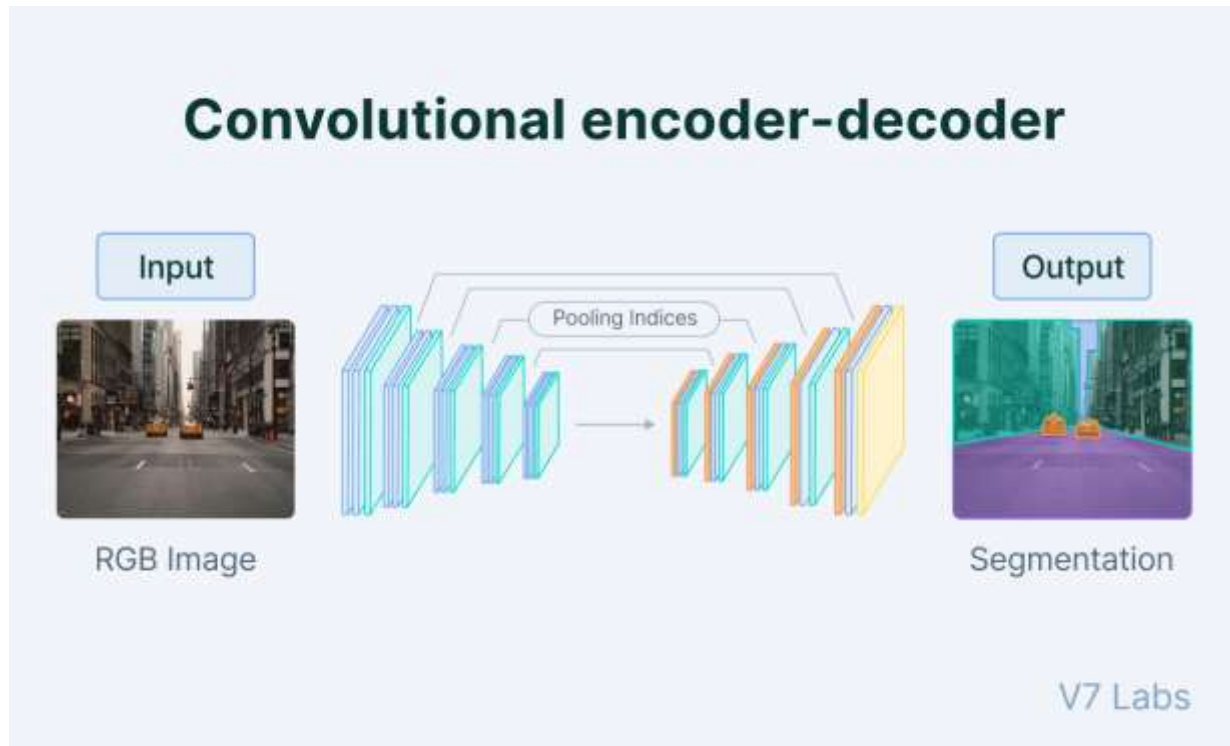 Convolutional encoder-decoder
Input
Output
Pooling Indices
RGB Image
Segmentation
V7 Labs